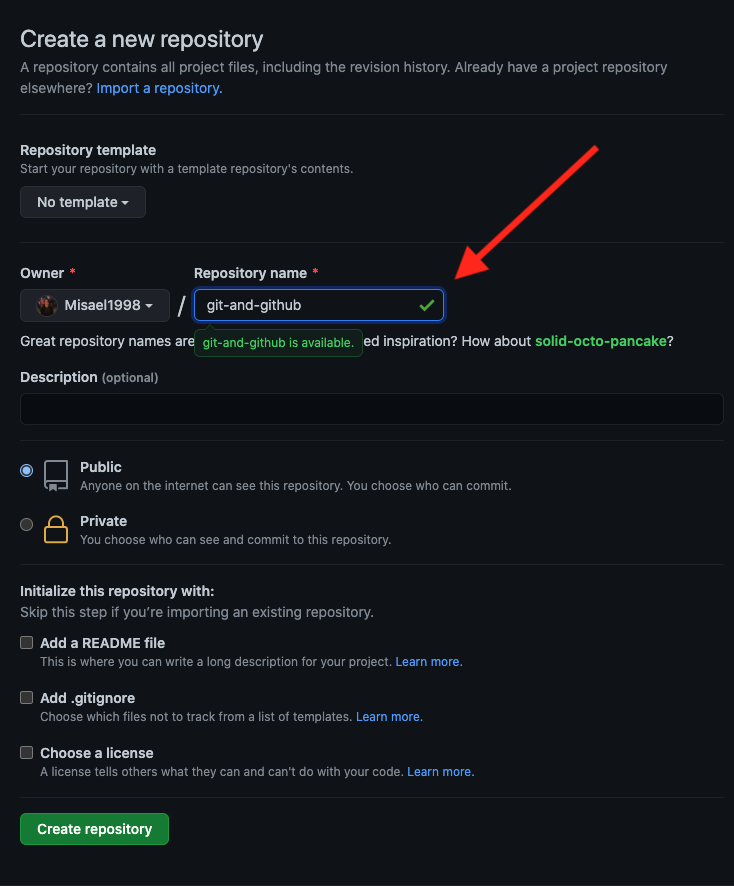 Create a new repository
A repository contains all project files, including the revision history. Already have a project repository
elsewhere? Import a repository.
Repository template
Start your repository with a template repository's contents.
No template
Owner *
Repository name *
Misael1998
/
git-and-github
Great repository names are
git-and-github is available.
ed inspiration? How about solid-octo-pancake?
Description (optional)
Public
Anyone on the internet can see this repository. You choose who can commit.
Private
You choose who can see and commit to this repository.
Initialize this repository with:
Skip this step if you’re importing an existing repository.
Add a README file
This is where you can write a long description for your project. Learn more.
Add .gitignore
Choose which files not to track from a list of templates. Learn more.
Choose a license
A license tells others what they can and can't do with your code. Learn more.
Create repository